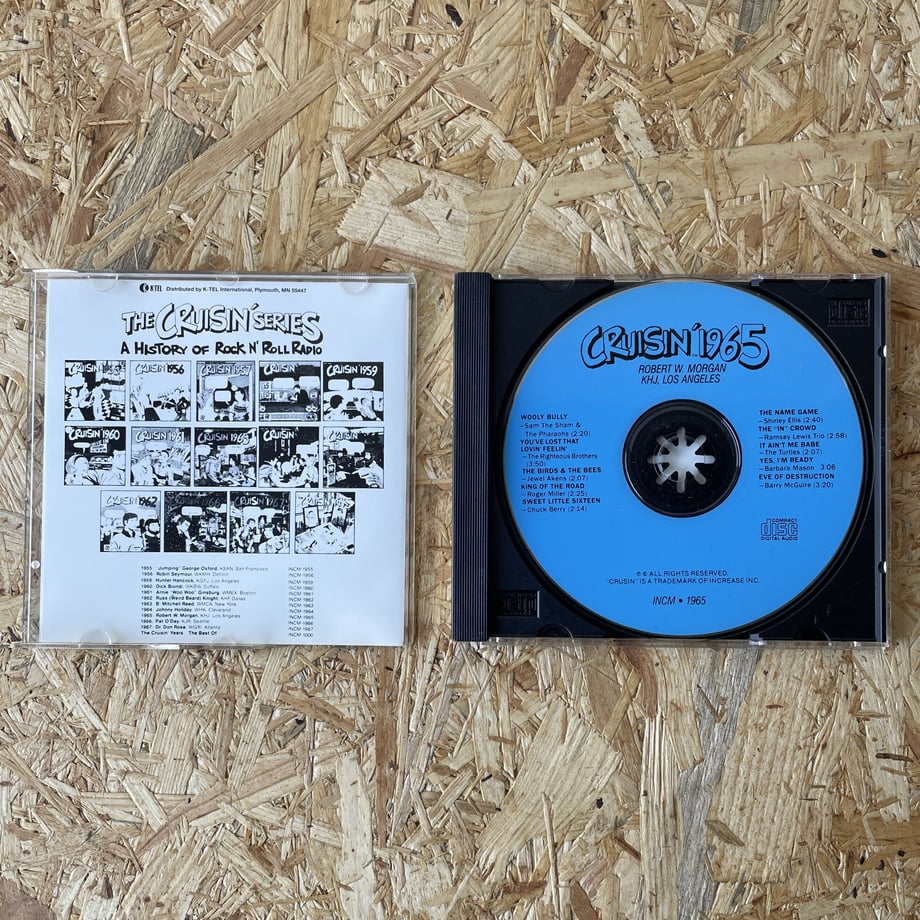 K-TEL Distributed by K-TEL International, Plymouth, MN 55447
THE CRUISIN' SERIES
A HISTORY OF ROCK N' ROLL RADIO
CRUISIN' 1955
CRUISIN' 1956
CRUISIN' 1957
CRUISIN' 1959
CRUISIN' 1960
CRUISIN' 1961
CRUISIN' 1963
CRUISIN'
CRUISIN'
CRUISIN' 1962
CRUISIN' 1967
1955: "Jumping" George Oxford, KSAN, San Francisco INCM-1955
1956: Robin Seymour, WKMH, Detroit INCM-1956
1959: Hunter Hancock, KGFJ, Los Angeles INCM-1959
1960: Dick Biondi, WKBW, Buffalo INCM-1960
1961: Arnie "Woo Woo" Ginsburg, WMEX, Boston INCM-1961
1962: Russ (Weird Beard) Knight, KLIF, Dallas INCM-1962
1963: B. Mitchell Reed, WMCA, New York INCM-1963
1964: Johnny Holiday, WHK, Cleveland INCM-1964
1965: Robert W. Morgan, KHJ, Los Angeles INCM-1965
1966: Pat O'Day, KJR, Seattle INCM-1966
1967: Dr. Don Rose, WQXI, Atlanta INCM-1967
The Cruisin' Years The Best Of INCM-1000
CRUISIN' 1965
ROBERT W. MORGAN
KHJ, LOS ANGELES
WOOLY BULLY
—Sam The Sham &
The Pharaohs (2:20)
YOU'VE LOST THAT
LOVIN' FEELIN'
—The Righteous Brothers
(3:50)
THE BIRDS & THE BEES
—Jewel Akens (2:07)
KING OF THE ROAD
—Roger Miller (2:25)
SWEET LITTLE SIXTEEN
—Chuck Berry (2:14)
THE NAME GAME
—Shirley Ellis (2:40)
THE "IN" CROWD
—Ramsey Lewis Trio (2:58)
IT AIN'T ME BABE
—The Turtles (2:07)
YES, I'M READY
—Barbara Mason 3:06
EVE OF DESTRUCTION
—Barry McGuire (3:20)
COMPACT
disc
DIGITAL AUDIO
℗ © ALL RIGHTS RESERVED.
"CRUSIN" IS A TRADEMARK OF INCREASE INC.
INCM • 1965